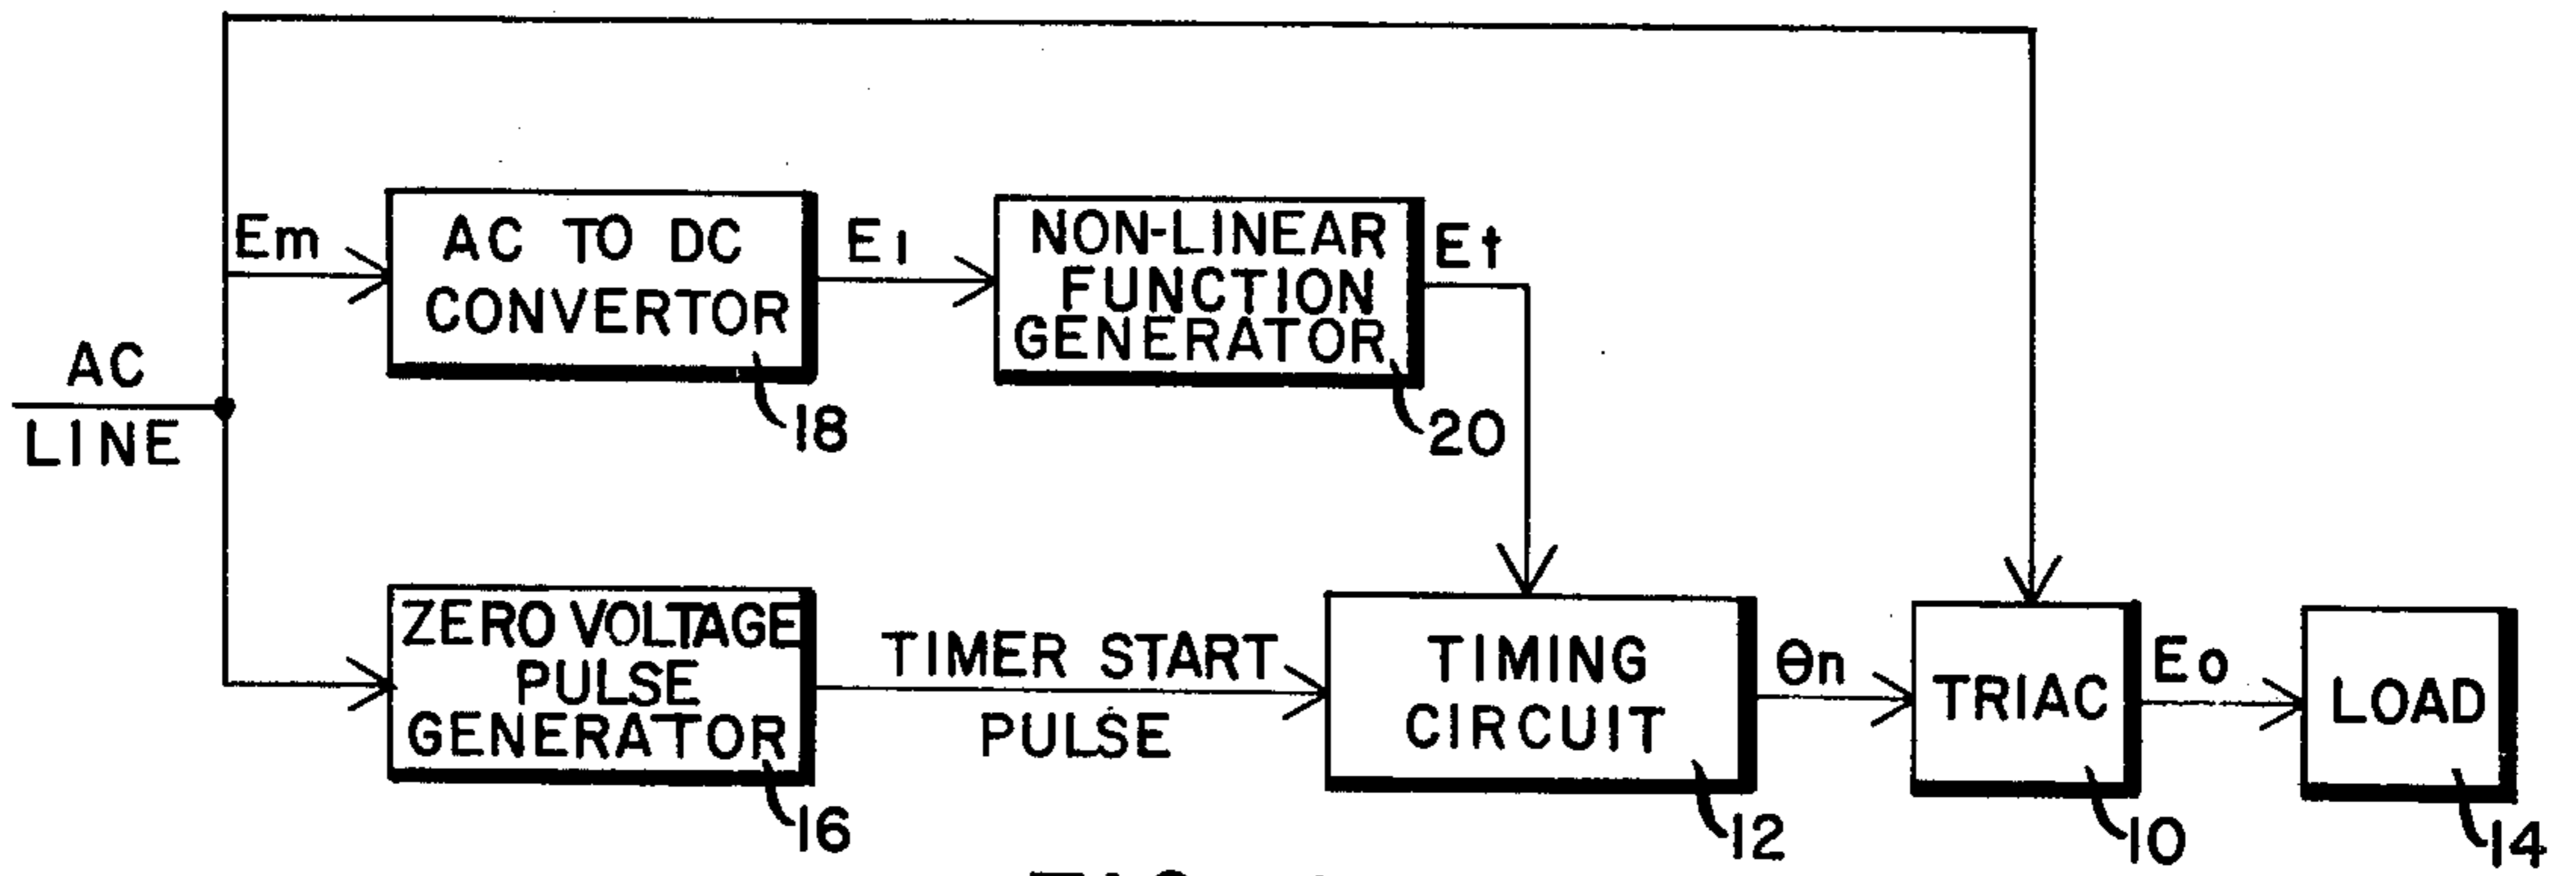 Em
AC TO DC
CONVERTOR
18
E1
NON-LINEAR
FUNCTION
GENERATOR
20
Et
AC
LINE
ZERO VOLTAGE
PULSE
GENERATOR
16
TIMER START
PULSE
TIMING
CIRCUIT
12
θn
TRIAC
10
Eo
LOAD
14